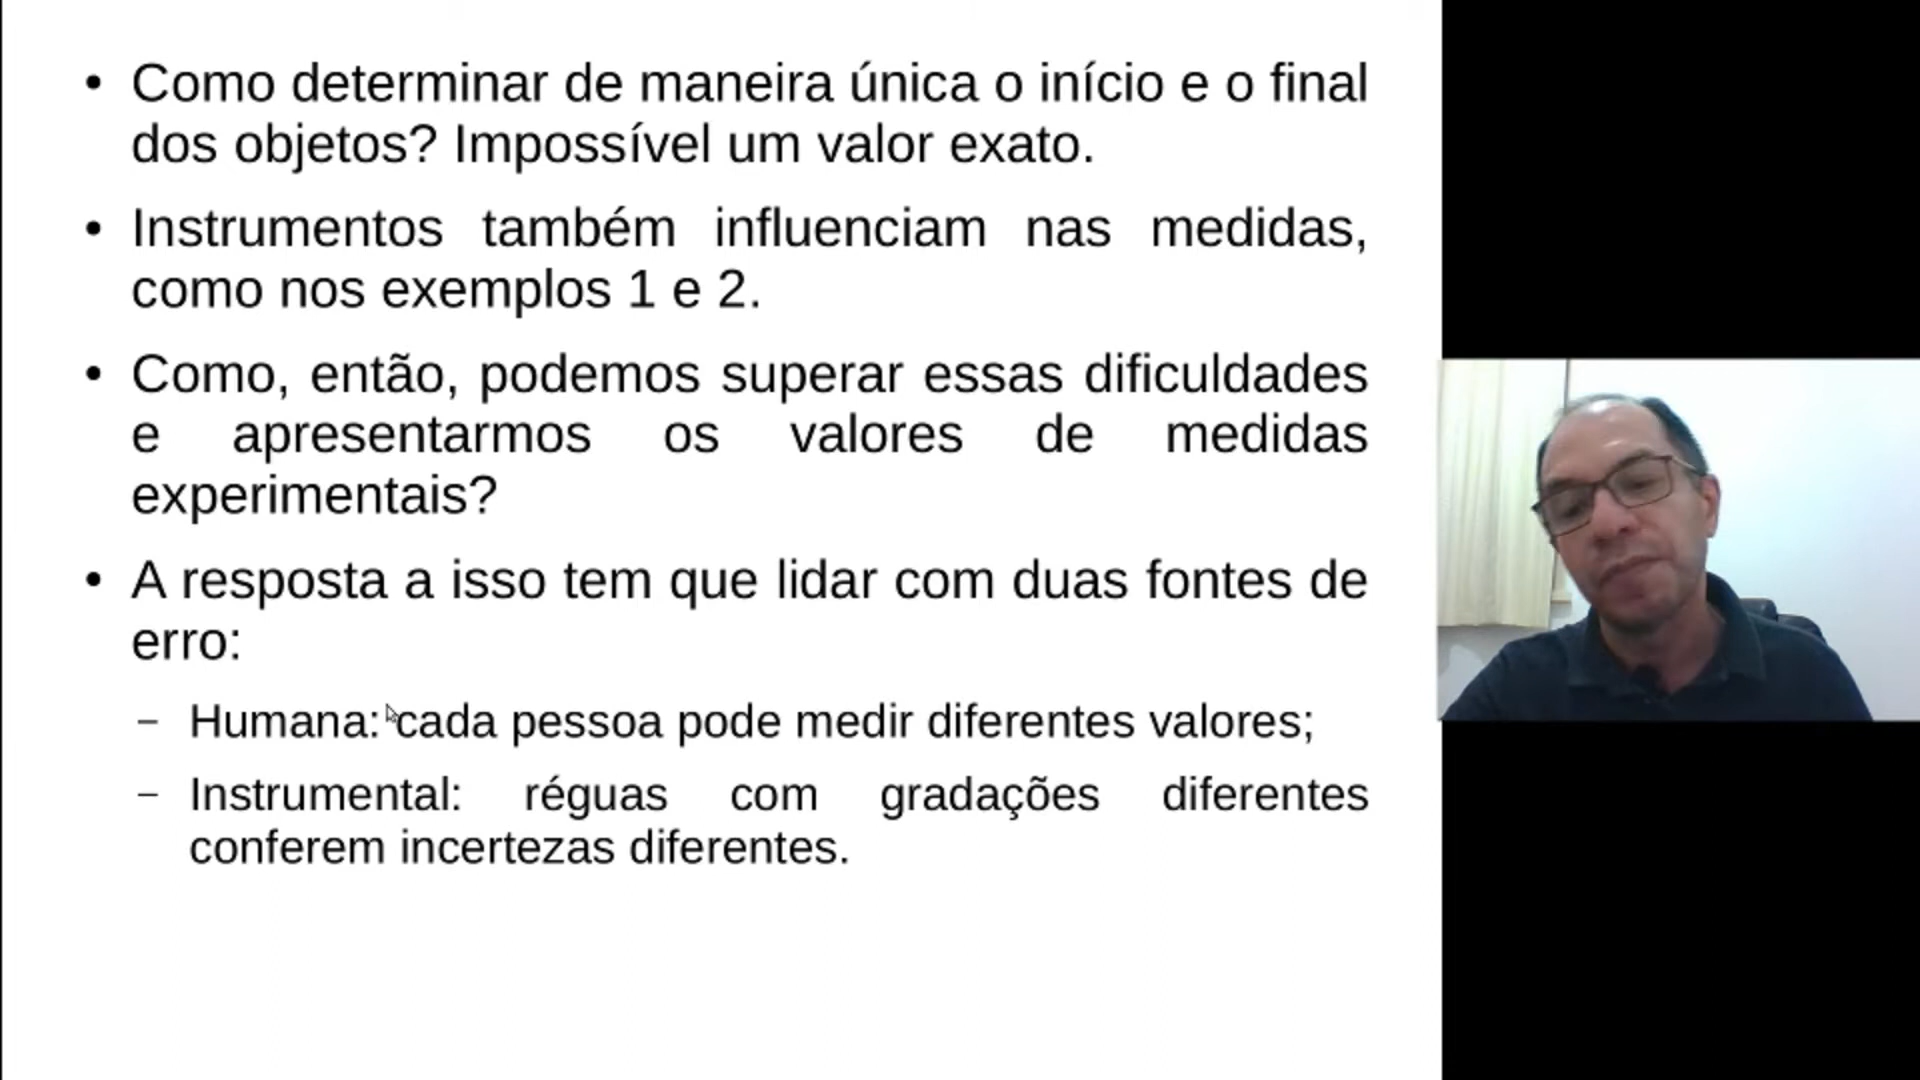 • Como determinar de maneira única o início e o final
dos objetos? Impossível um valor exato.
• Instrumentos também influenciam nas medidas,
como nos exemplos 1 e 2.
• Como, então, podemos superar essas dificuldades
e apresentarmos os valores de medidas
experimentais?
• A resposta a isso tem que lidar com duas fontes de
erro:
– Humana: cada pessoa pode medir diferentes valores;
– Instrumental: réguas com gradações diferentes
conferem incertezas diferentes.